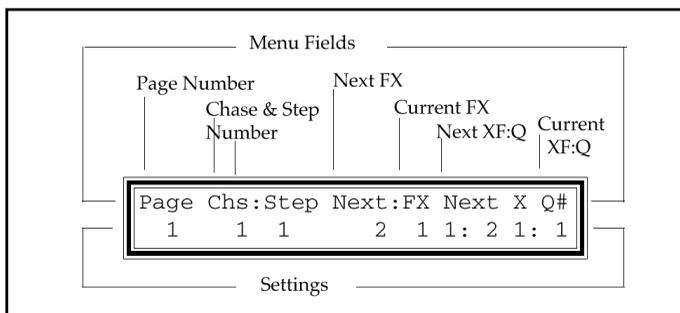 Menu Fields
Page Number
Next FX
Chase & Step
Number
Current FX
Next XF:Q
Current
XF:Q
Page Chs:Step Next:FX Next X Q#
1 1 1 2 1 1: 2 1: 1
Settings